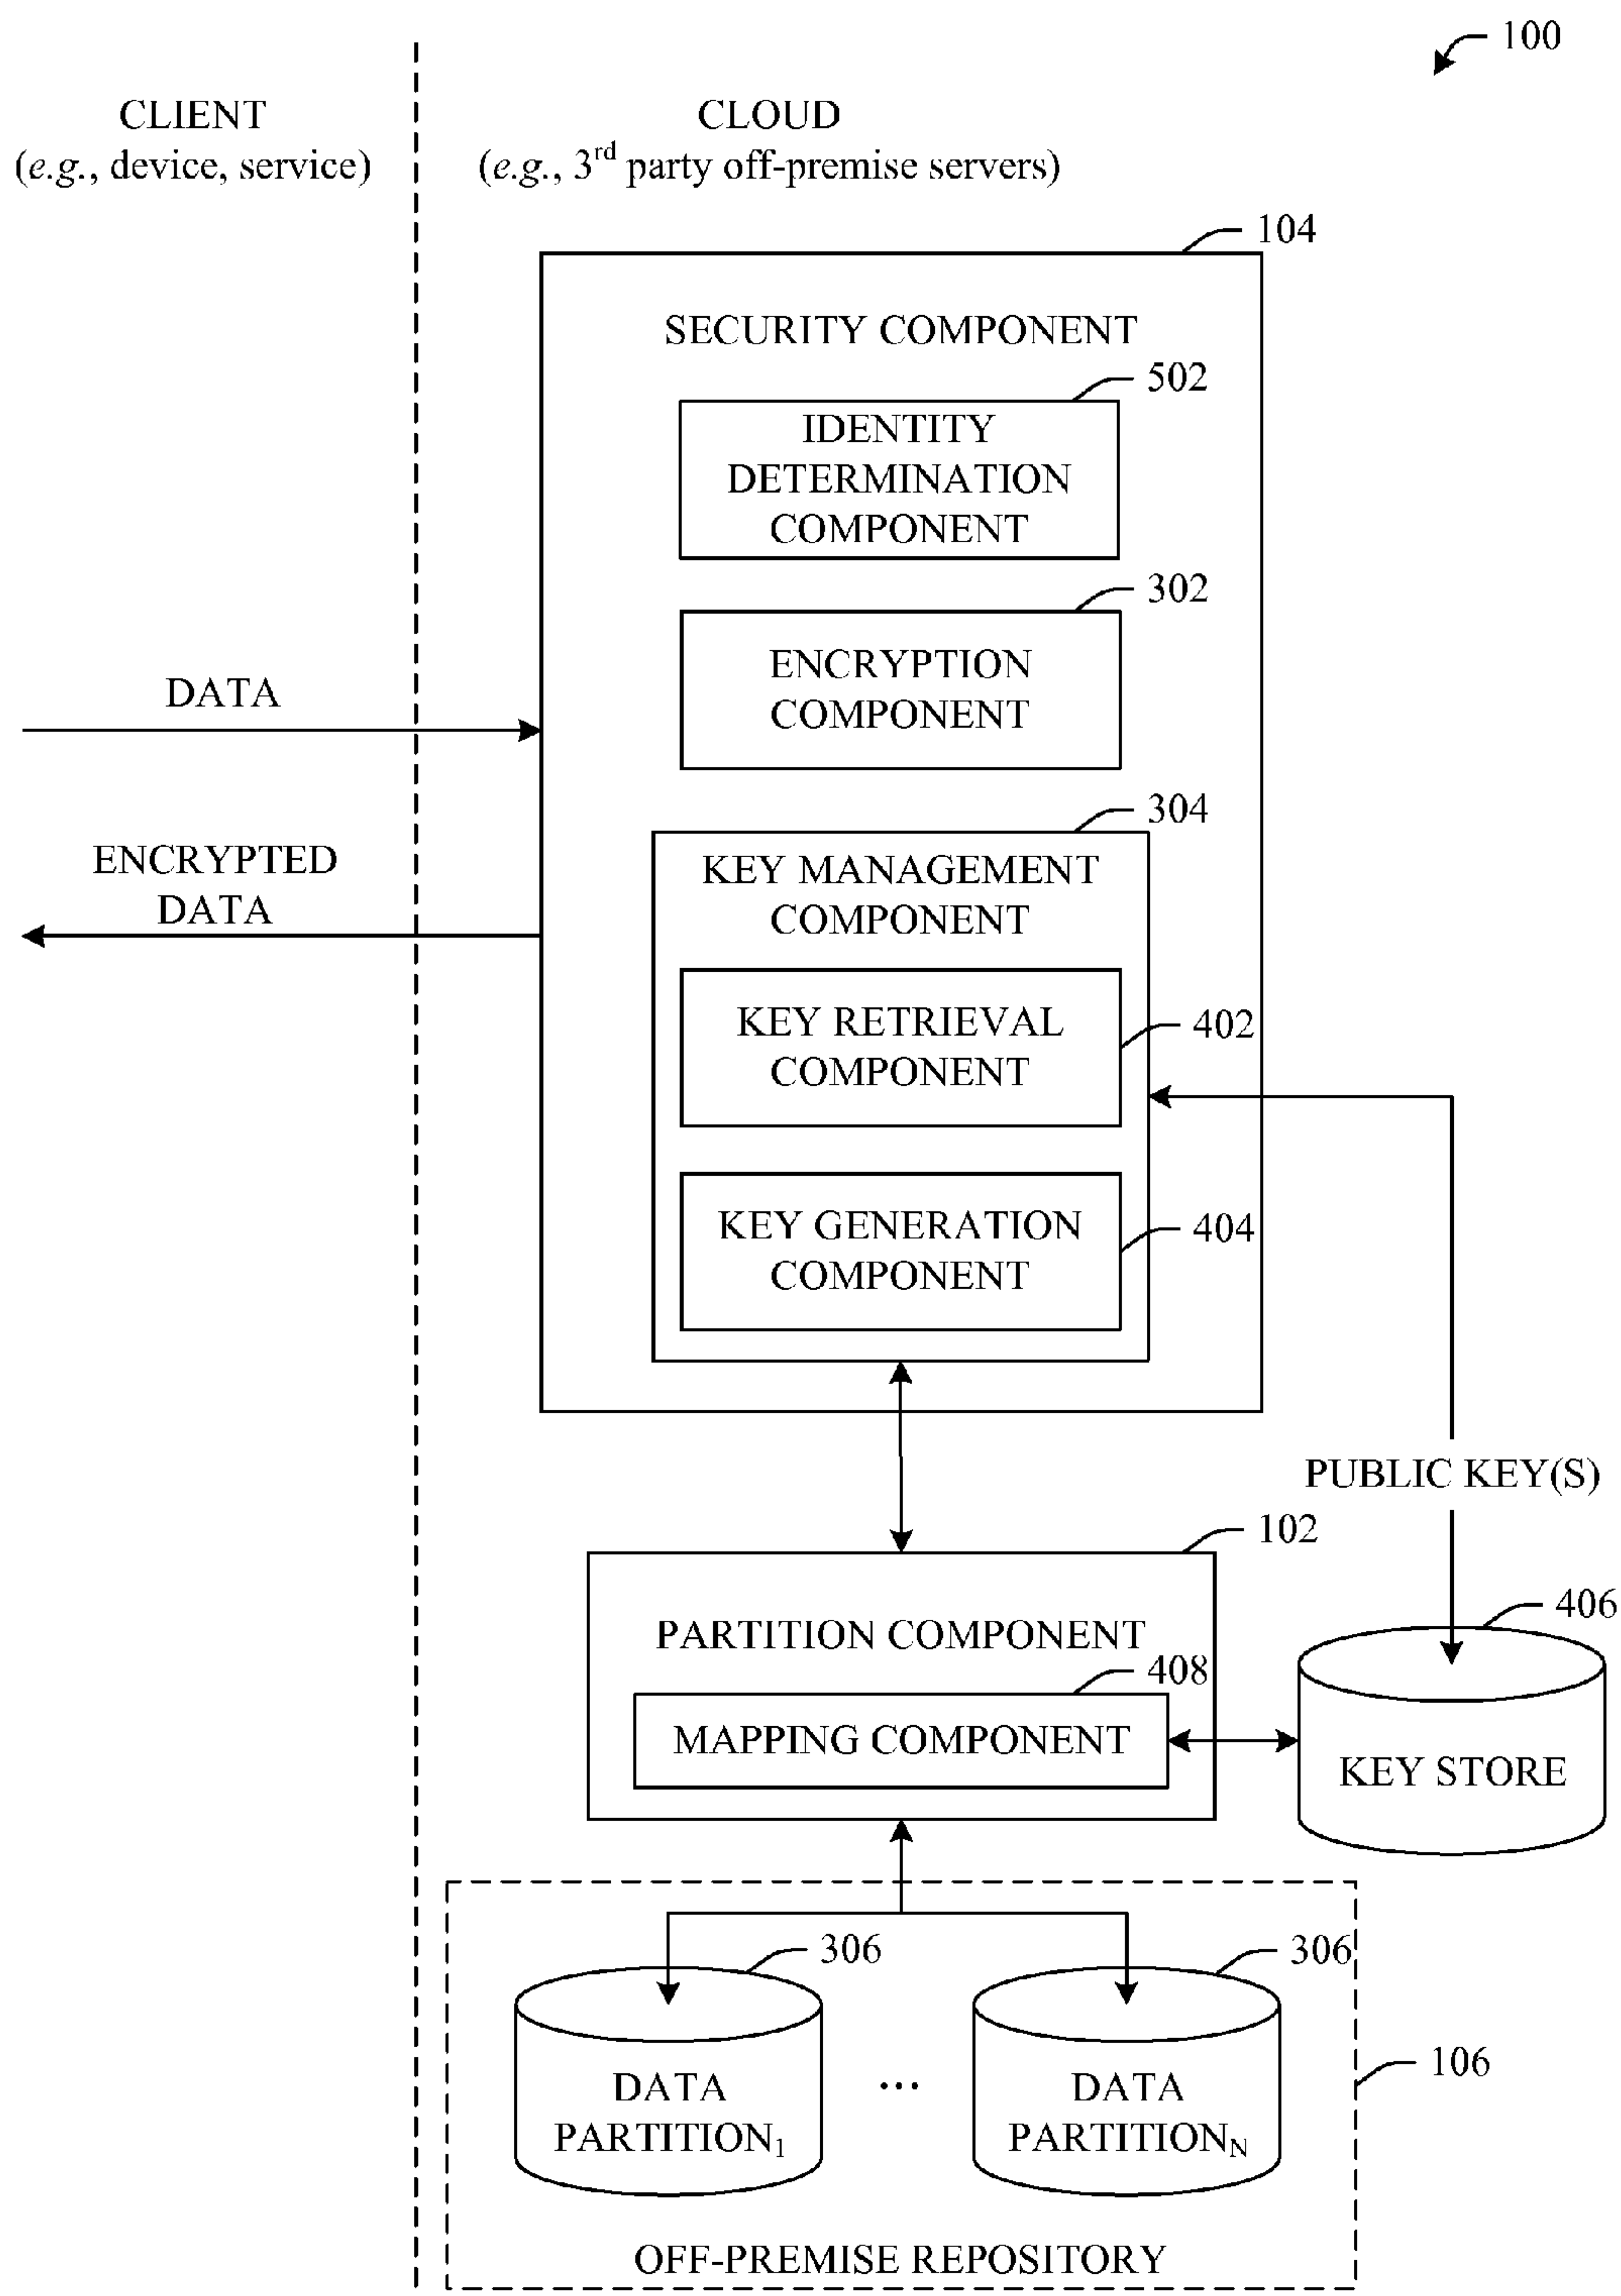 100
CLIENT
(e.g., device, service)
CLOUD
(e.g., 3rd party off-premise servers)
104
SECURITY COMPONENT
502
IDENTITY
DETERMINATION
COMPONENT
302
ENCRYPTION
COMPONENT
DATA
304
ENCRYPTED
DATA
KEY MANAGEMENT
COMPONENT
KEY RETRIEVAL
COMPONENT
402
KEY GENERATION
COMPONENT
404
PUBLIC KEY(S)
102
PARTITION COMPONENT
406
408
MAPPING COMPONENT
KEY STORE
306
306
DATA
PARTITION1
...
DATA
PARTITIONN
106
OFF-PREMISE REPOSITORY